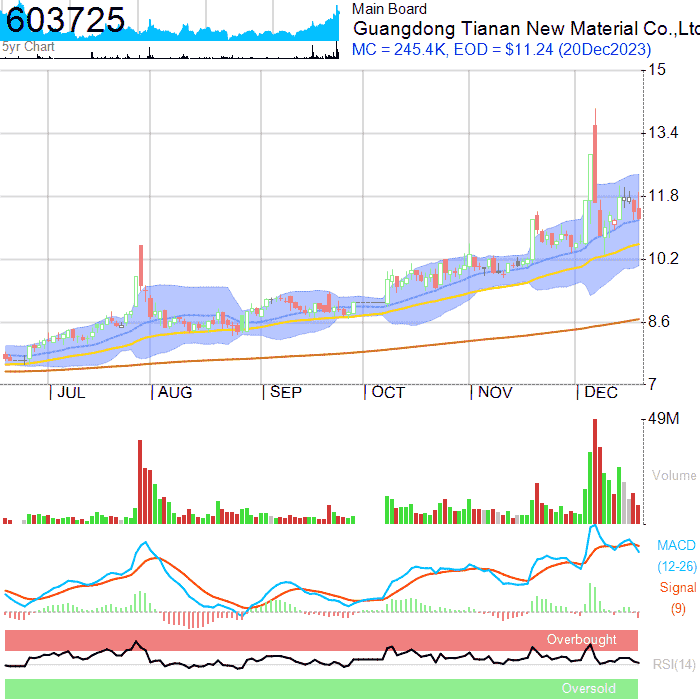 603725
5yr Chart
Main Board
Guangdong Tianan New Material Co.,Ltd
MC = 245.4K, EOD = $11.24 (20Dec2023)
15
13.4
11.8
10.2
8.6
7
JUL AUG SEP OCT NOV DEC
49M
Volume
MACD
(12-26)
Signal
(9)
Overbought
RSI(14)
Oversold